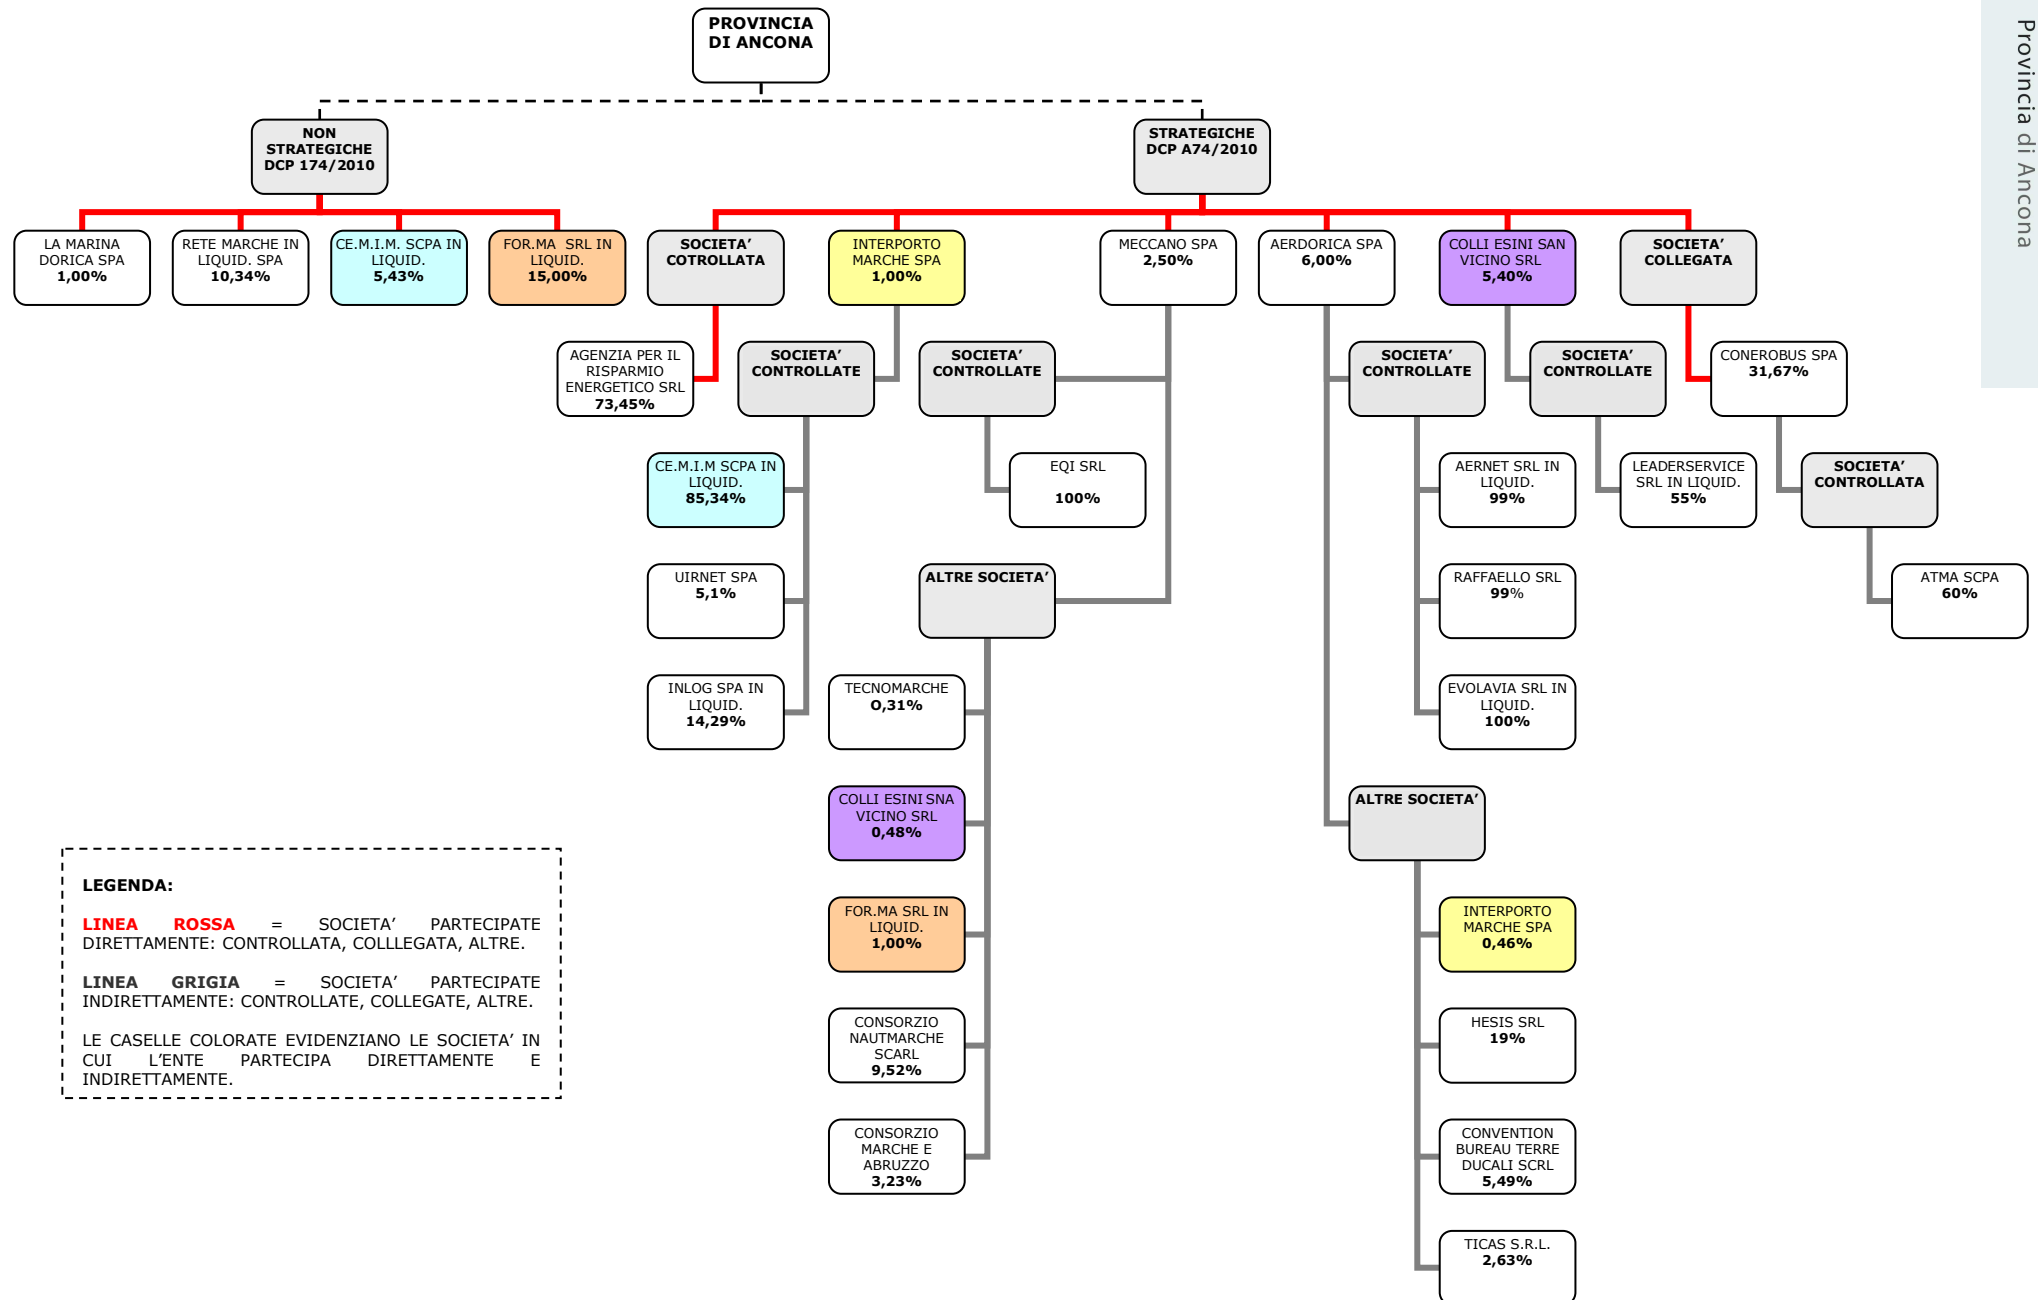 PROVINCIA
DI ANCONA
Provincia di Ancona
NON
STRATEGICHE
DCP 174/2010
STRATEGICHE
DCP A74/2010
LA MARINA
DORICA SPA
1,00%
RETE MARCHE IN
LIQUID. SPA
10,34%
CE.M.I.M. SCPA IN
LIQUID.
5,43%
FOR.MA SRL IN
LIQUID.
15,00%
SOCIETA’
COTROLLATA
INTERPORTO
MARCHE SPA
1,00%
MECCANO SPA
2,50%
AERDORICA SPA
6,00%
COLLI ESINI SAN
VICINO SRL
5,40%
SOCIETA’
COLLEGATA
AGENZIA PER IL
RISPARMIO
ENERGETICO SRL
73,45%
SOCIETA’
CONTROLLATE
SOCIETA’
CONTROLLATE
SOCIETA’
CONTROLLATE
SOCIETA’
CONTROLLATE
CONEROBUS SPA
31,67%
CE.M.I.M SCPA IN
LIQUID.
85,34%
EQI SRL
100%
AERNET SRL IN
LIQUID.
99%
LEADERSERVICE
SRL IN LIQUID.
55%
SOCIETA’
CONTROLLATA
UIRNET SPA
5,1%
ALTRE SOCIETA’
RAFFAELLO SRL
99%
ATMA SCPA
60%
INLOG SPA IN
LIQUID.
14,29%
TECNOMARCHE
O,31%
EVOLAVIA SRL IN
LIQUID.
100%
COLLI ESINI SNA
VICINO SRL
0,48%
ALTRE SOCIETA’
FOR.MA SRL IN
LIQUID.
1,00%
INTERPORTO
MARCHE SPA
0,46%
CONSORZIO
NAUTMARCHE
SCARL
9,52%
HESIS SRL
19%
CONSORZIO
MARCHE E
ABRUZZO
3,23%
CONVENTION
BUREAU TERRE
DUCALI SCRL
5,49%
TICAS S.R.L.
2,63%
LEGENDA:
LINEA ROSSA = SOCIETA’ PARTECIPATE
DIRETTAMENTE: CONTROLLATA, COLLLEGATA, ALTRE.
LINEA GRIGIA = SOCIETA’ PARTECIPATE
INDIRETTAMENTE: CONTROLLATE, COLLEGATE, ALTRE.
LE CASELLE COLORATE EVIDENZIANO LE SOCIETA’ IN
CUI L’ENTE PARTECIPA DIRETTAMENTE E
INDIRETTAMENTE.